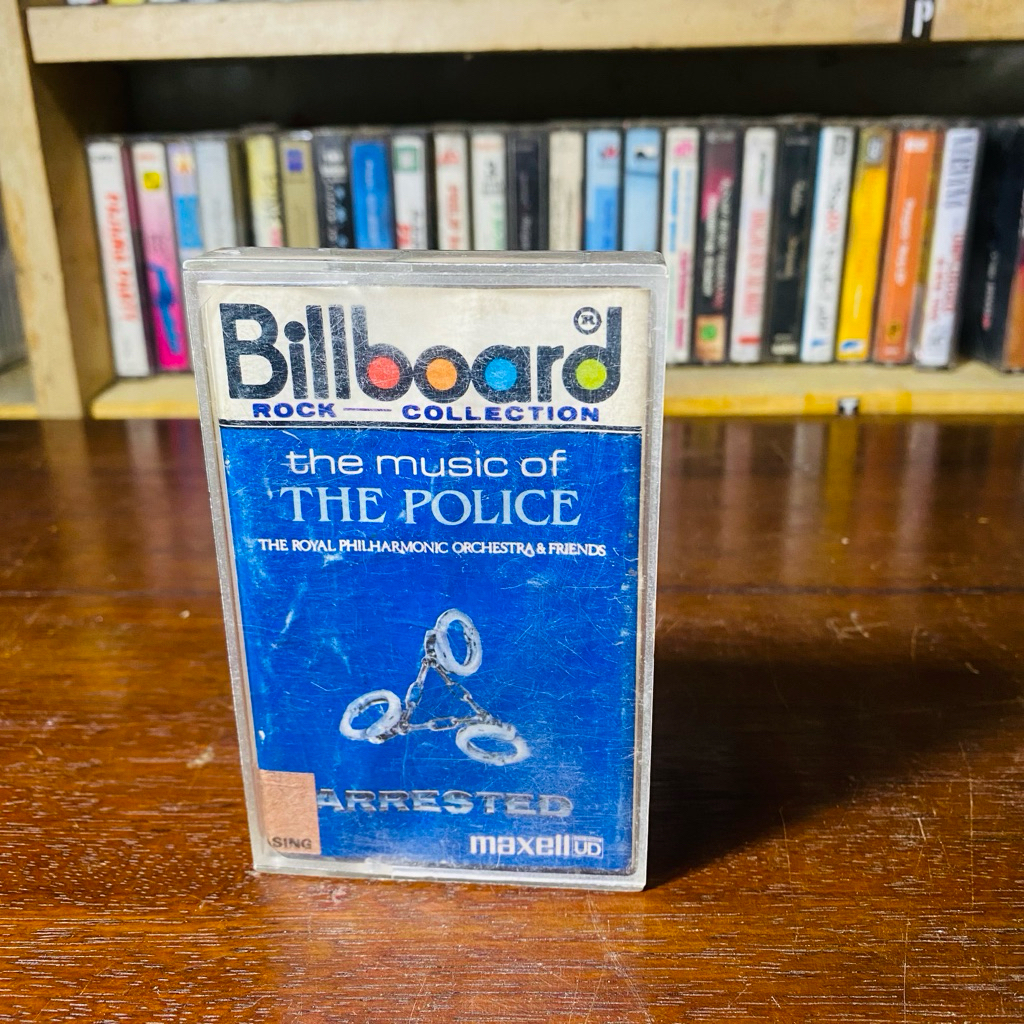 P
Billboard®
ROCK — COLLECTION
the music of
THE POLICE
THE ROYAL PHILHARMONIC ORCHESTRA & FRIENDS
ARRESTED
SING
maxell UD